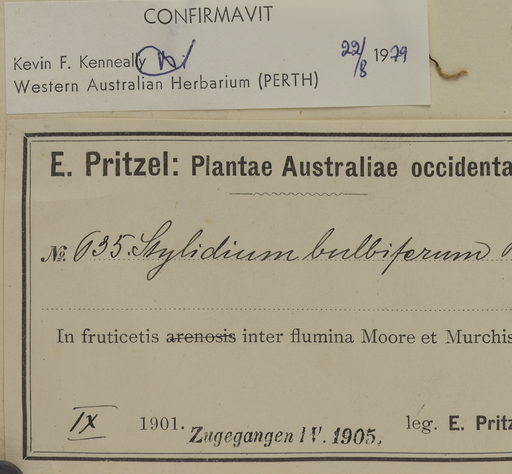 CONFIRMAVIT
Kevin F. Kenneally 22/8 1979
Western Australian Herbarium (PERTH)
E. Pritzel: Plantae Australiae occidenta
№ 635. Stylidium bulbiferum
In fruticetis arenosis inter flumina Moore et Murchis
IX 1901. Zugegangen IV. 1905. leg. E. Pritz